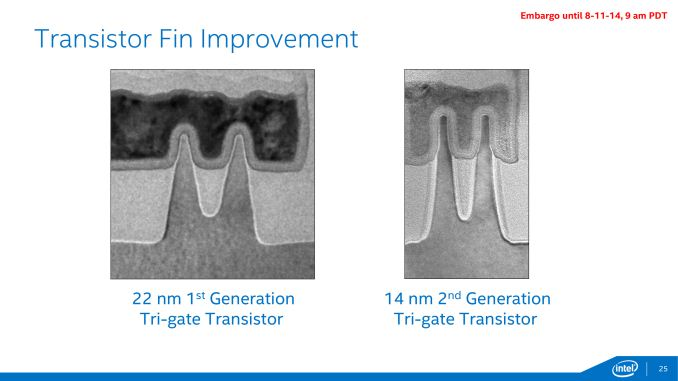 Embargo until 8-11-14, 9 am PDT
Transistor Fin Improvement
22 nm 1st Generation
Tri-gate Transistor
14 nm 2nd Generation
Tri-gate Transistor
intel
25